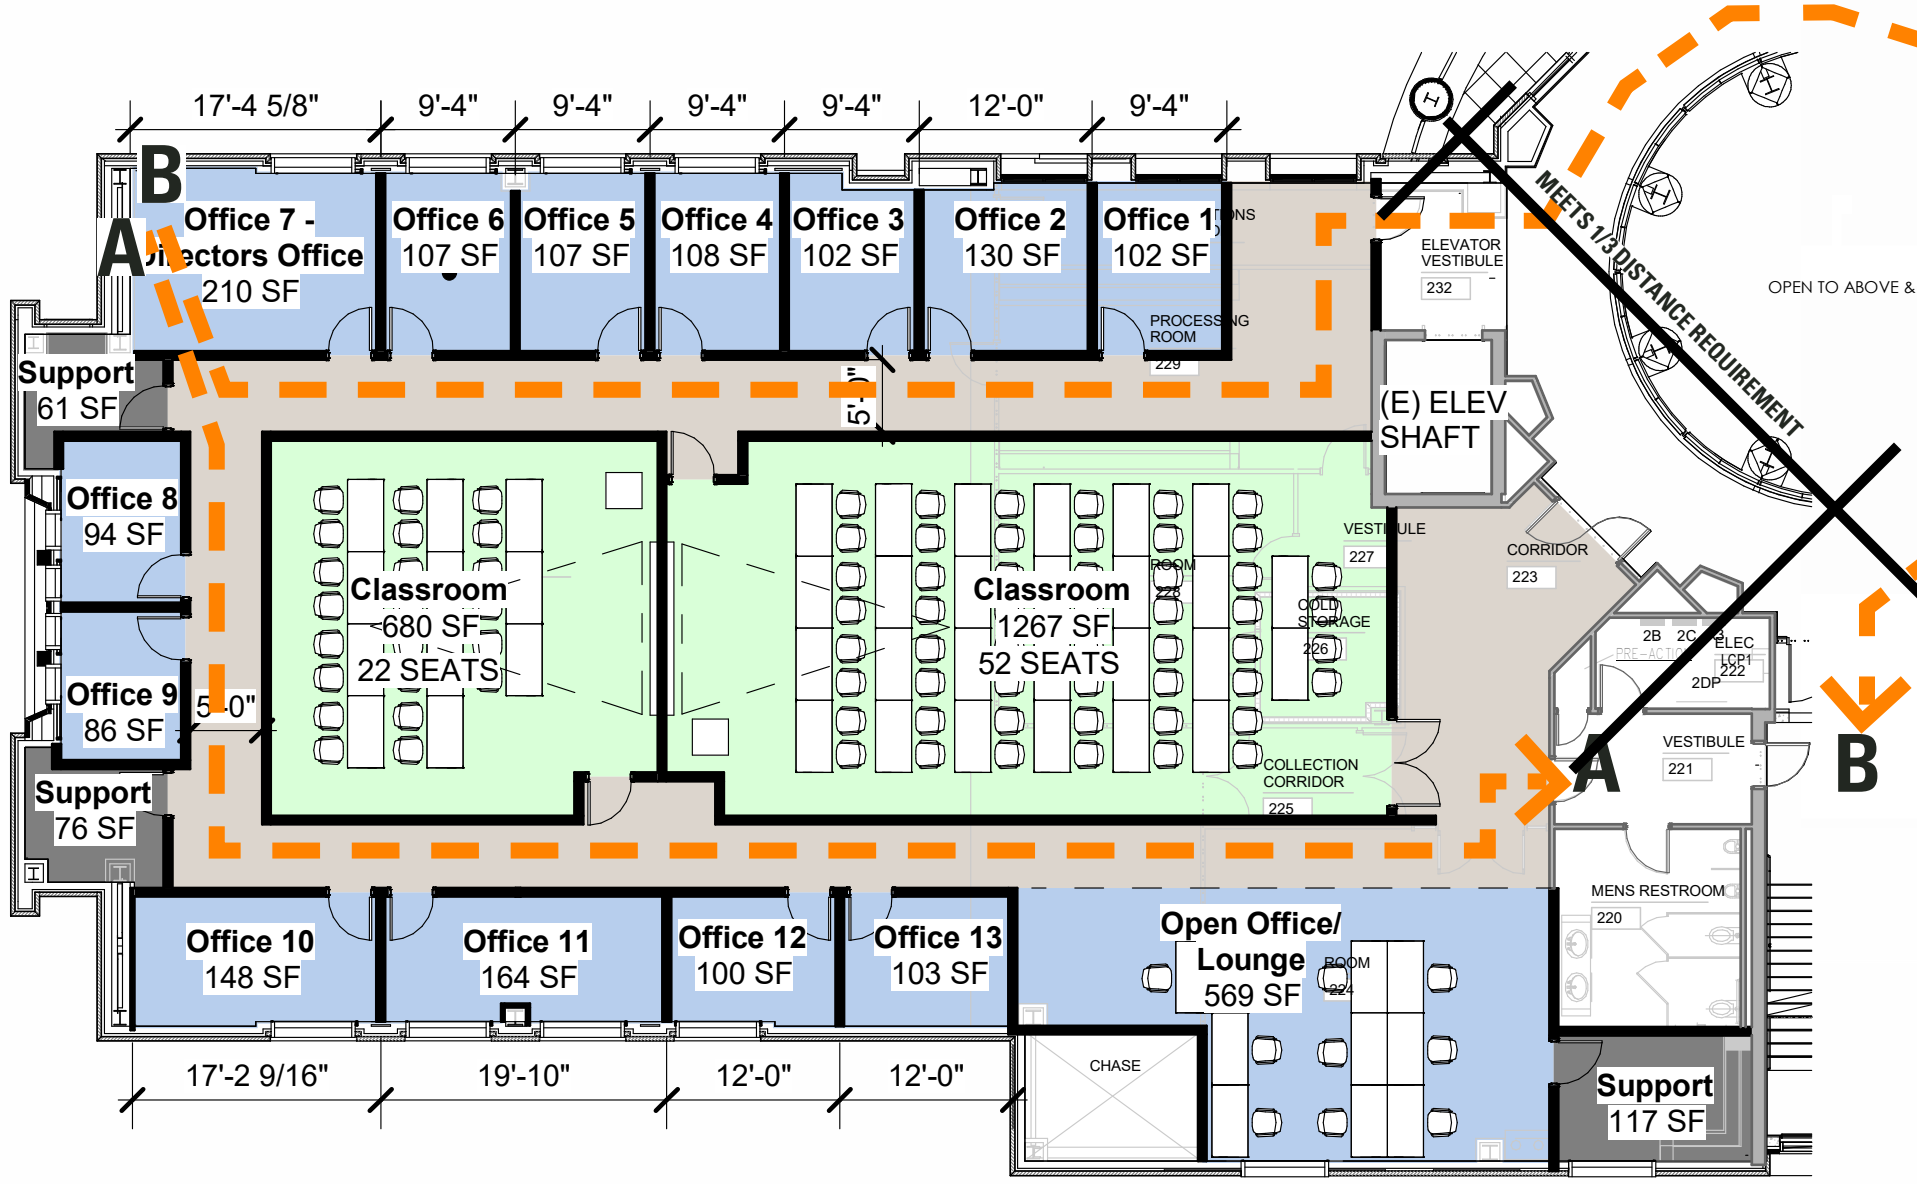 17'-4 5/8"
9'-4"
9'-4"
9'-4"
9'-4"
12'-0"
9'-4"
B
A
Office 7 -
Directors Office
210 SF
Office 6
107 SF
Office 5
107 SF
Office 4
108 SF
Office 3
102 SF
Office 2
130 SF
Office 1
102 SF
PROCESSING
ROOM
229
ELEVATOR
VESTIBULE
232
MEETS 1/3 DISTANCE REQUIREMENT
OPEN TO ABOVE &
Support
61 SF
5'-0"
(E) ELEV
SHAFT
Office 8
94 SF
Office 9
86 SF
5'-0"
Support
76 SF
Classroom
680 SF
22 SEATS
Classroom
1267 SF
52 SEATS
ROOM
228
VESTIBULE
227
COLD
STORAGE
226
COLLECTION
CORRIDOR
225
CORRIDOR
223
2B
2C
PRE-ACTION
ELEC
LCP1
222
2DP
VESTIBULE
221
A
B
MENS RESTROOM
220
Office 10
148 SF
Office 11
164 SF
Office 12
100 SF
Office 13
103 SF
Open Office/
Lounge
569 SF
ROOM
224
CHASE
Support
117 SF
17'-2 9/16"
19'-10"
12'-0"
12'-0"